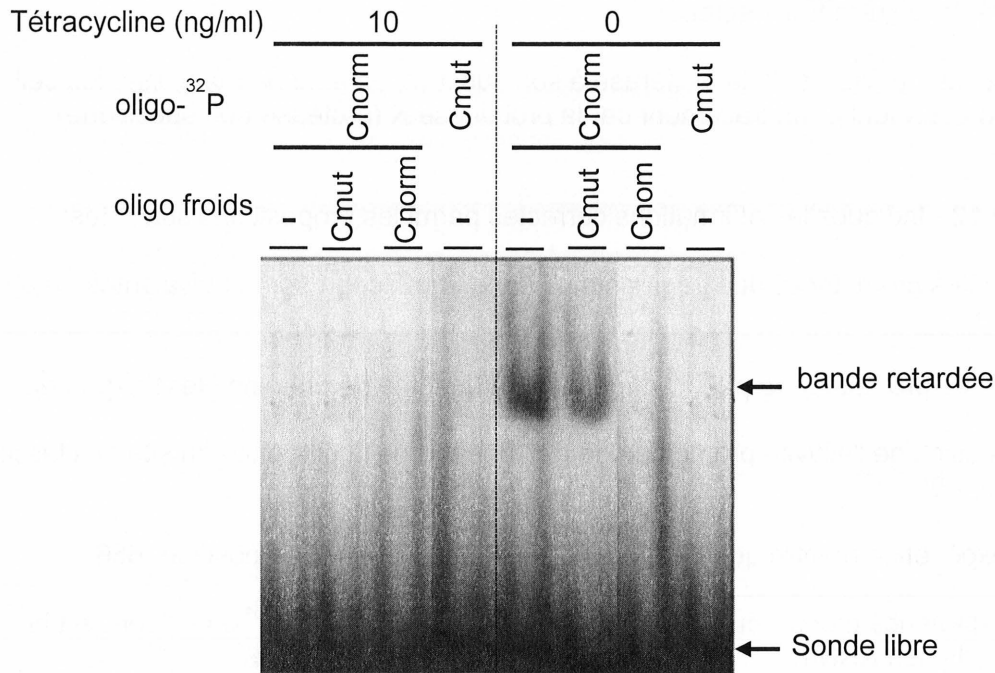 Tétracycline (ng/ml) 10 0
oligo-³²P Cnorm Cmut Cnorm Cmut
oligo froids - Cmut Cnorm - - Cmut Cnom -
bande retardée
Sonde libre